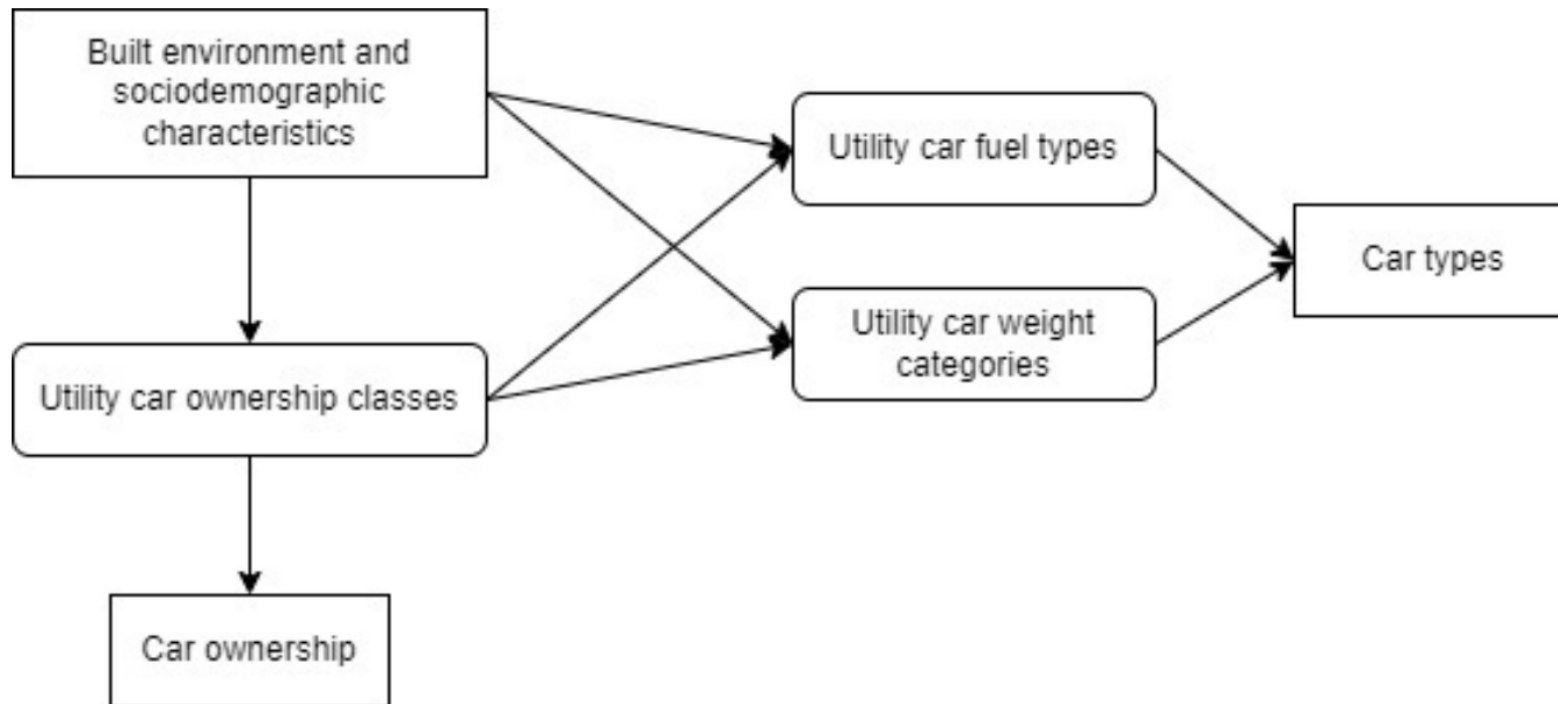 Built environment and
sociodemographic
characteristics
Utility car fuel types
Car types
Utility car weight
categories
Utility car ownership classes
Car ownership